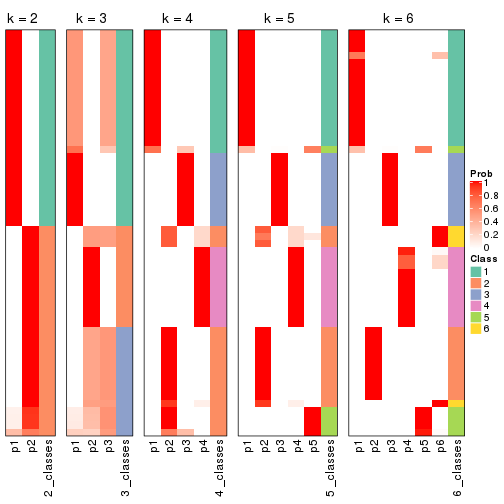 k = 2
k = 3
k = 4
k = 5
k = 6
p1
p2
2_classes
p1
p2
p3
3_classes
p1
p2
p3
p4
4_classes
p1
p2
p3
p4
p5
5_classes
p1
p2
p3
p4
p5
p6
6_classes
Prob
1
0.8
0.6
0.4
0.2
0
Class
1
2
3
4
5
6